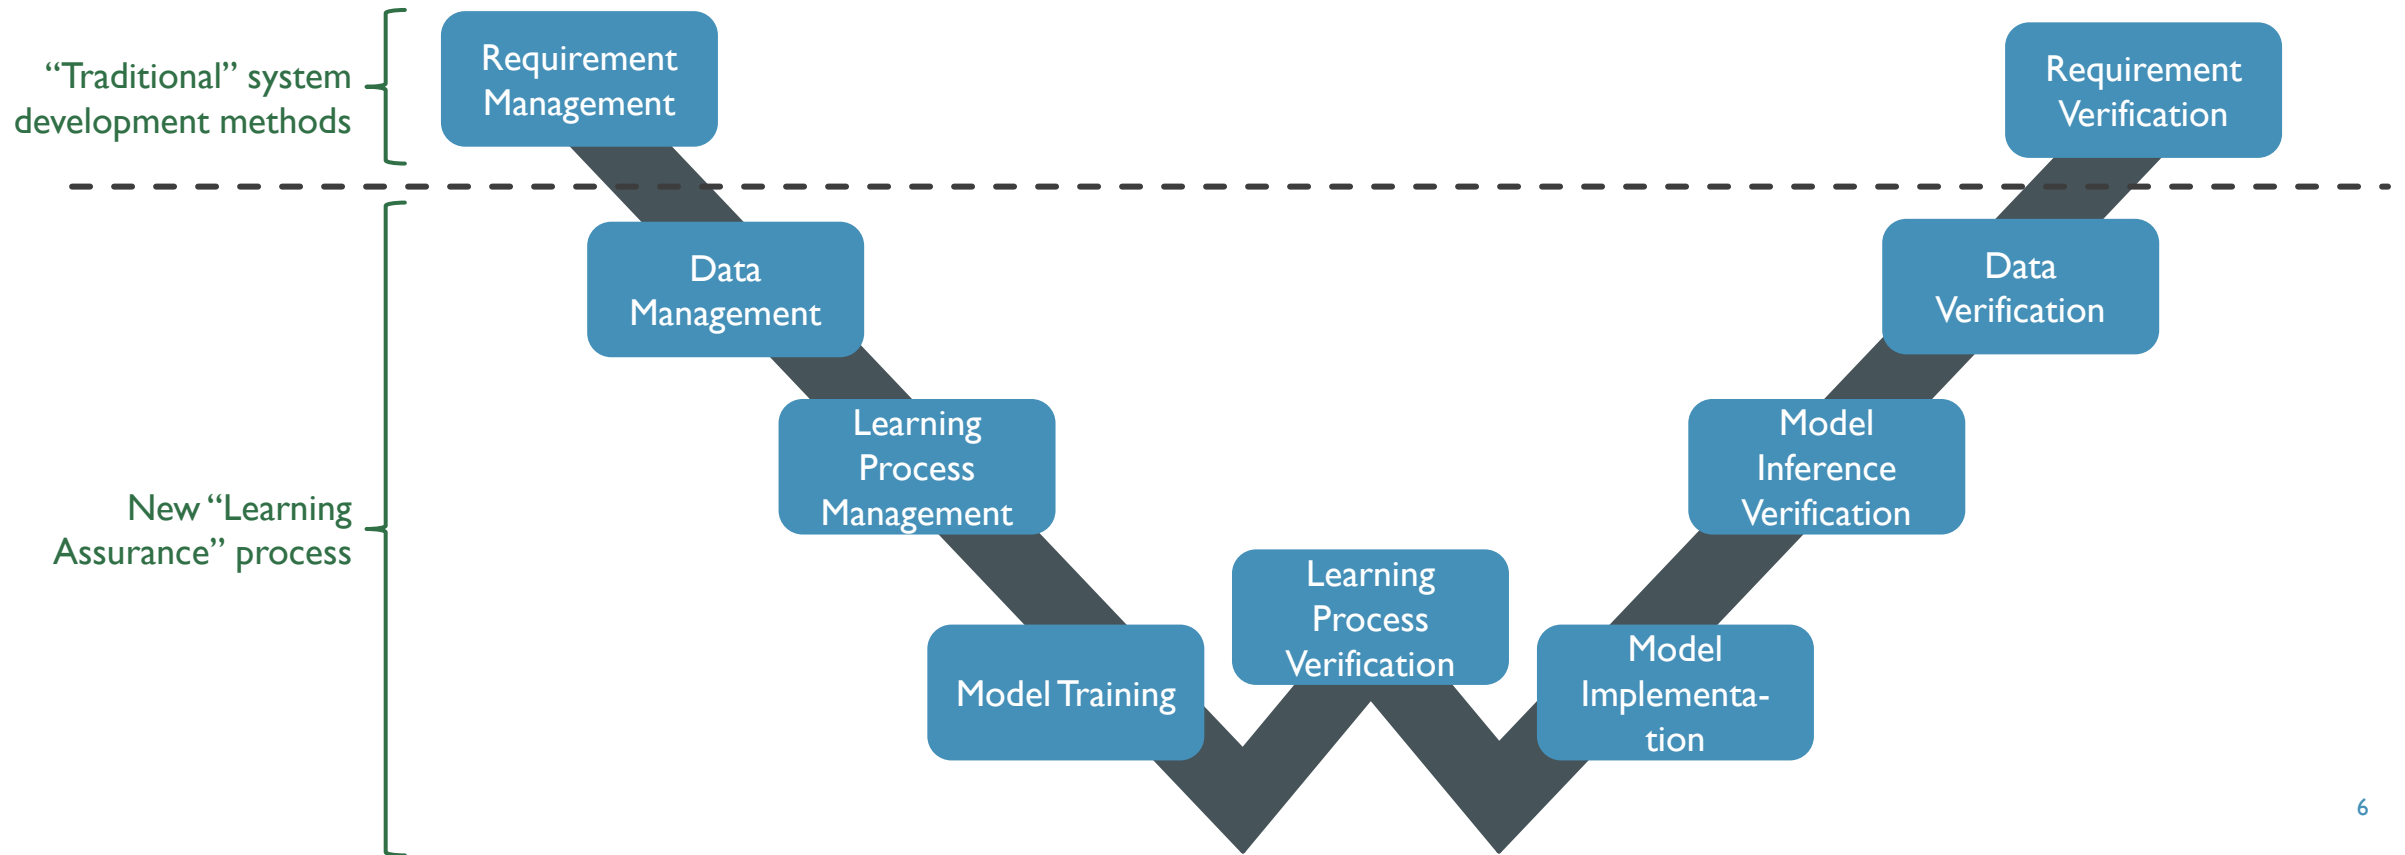 “Traditional” system
development methods
Requirement
Management
Requirement
Verification
Data
Management
Data
Verification
New “Learning
Assurance” process
Learning
Process
Management
Model
Inference
Verification
Learning
Process
Verification
Model Training
Model
Implementa-
tion
6